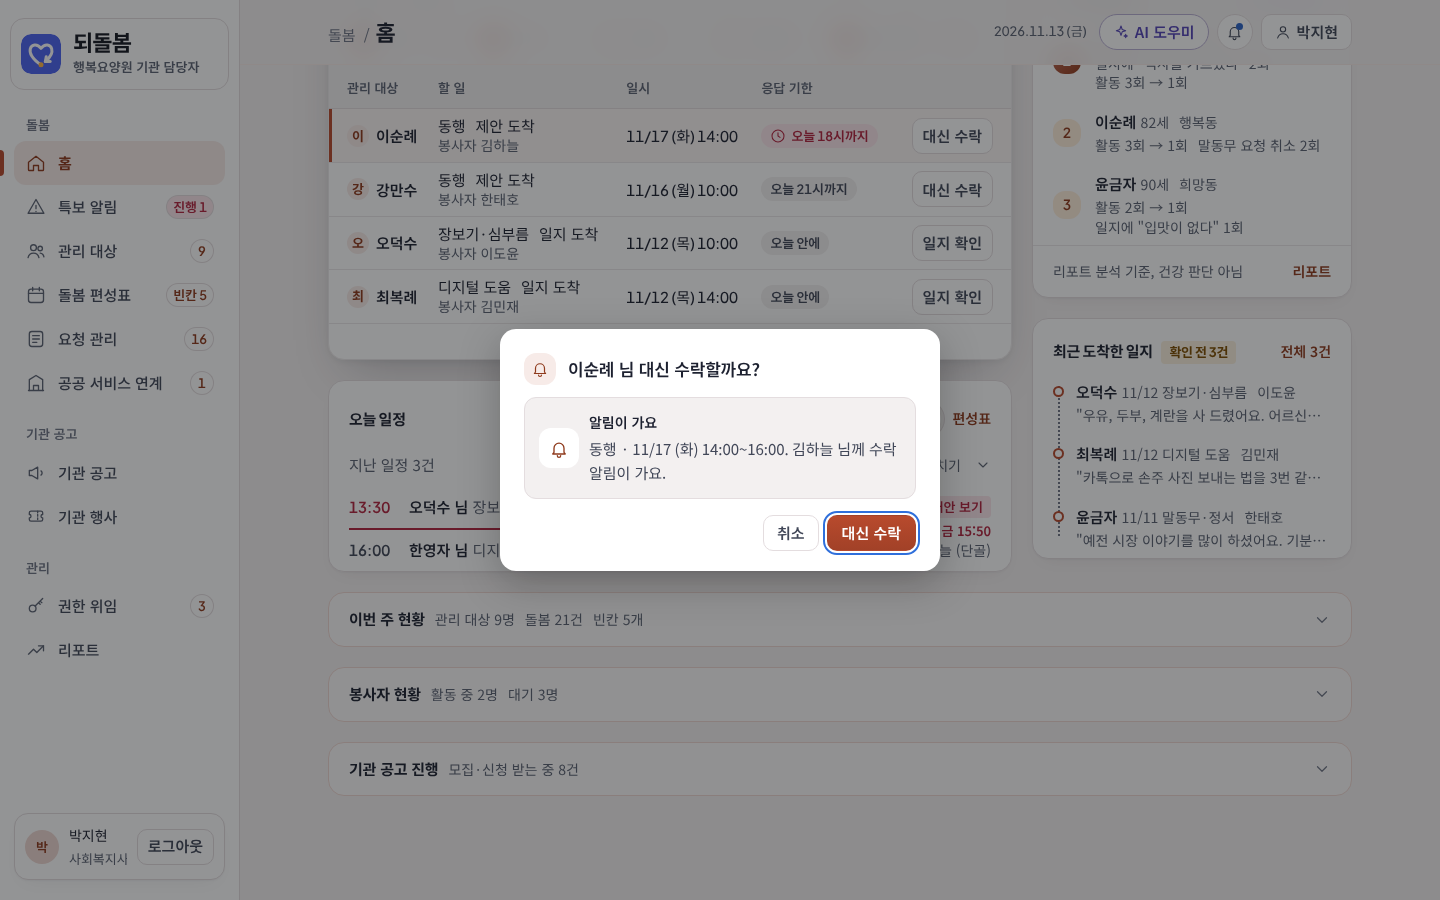 되돌봄
행복요양원 기관 담당자
돌봄
홈
특보 알림 진행 1
관리 대상 9
돌봄 편성표 빈칸 5
요청 관리 16
공공 서비스 연계 1
기관 공고
기관 공고
기관 행사
관리
권한 위임 3
리포트
박 박지현
사회복지사
로그아웃
돌봄 / 홈
2026.11.13 (금) AI 도우미 박지현
관리 대상 할 일 일시 응답 기한
이 이순례 동행 제안 도착 11/17 (화) 14:00 오늘 18시까지 대신 수락
봉사자 김하늘
강 강만수 동행 제안 도착 11/16 (월) 10:00 오늘 21시까지 대신 수락
봉사자 한태호
오 오덕수 장보기·심부름 일지 도착 11/12 (목) 10:00 오늘 안에 일지 확인
봉사자 이도윤
최 최복례 디지털 도움 일지 도착 11/12 (목) 14:00 오늘 안에 일지 확인
봉사자 김민재
활동 3회 → 1회
2 이순례 82세 행복동
활동 3회 → 1회 말동무 요청 취소 2회
3 윤금자 90세 희망동
활동 2회 → 1회
일지에 "입맛이 없다" 1회
리포트 분석 기준, 건강 판단 아님 리포트
오늘 일정 편성표
지난 일정 3건
13:30 오덕수 님 장보
보기
금 15:50
16:00 한영자 님 디지
(단골)
최근 도착한 일지 확인 전 3건 전체 3건
오덕수 11/12 장보기·심부름 이도윤
"우유, 두부, 계란을 사 드렸어요. 어르신…
최복례 11/12 디지털 도움 김민재
"카톡으로 손주 사진 보내는 법을 3번 같…
윤금자 11/11 말동무·정서 한태호
"예전 시장 이야기를 많이 하셨어요. 기분…
이순례 님 대신 수락할까요?
알림이 가요
동행 · 11/17 (화) 14:00~16:00. 김하늘 님께 수락
알림이 가요.
취소 대신 수락
이번 주 현황 관리 대상 9명 돌봄 21건 빈칸 5개
봉사자 현황 활동 중 2명 대기 3명
기관 공고 진행 모집·신청 받는 중 8건